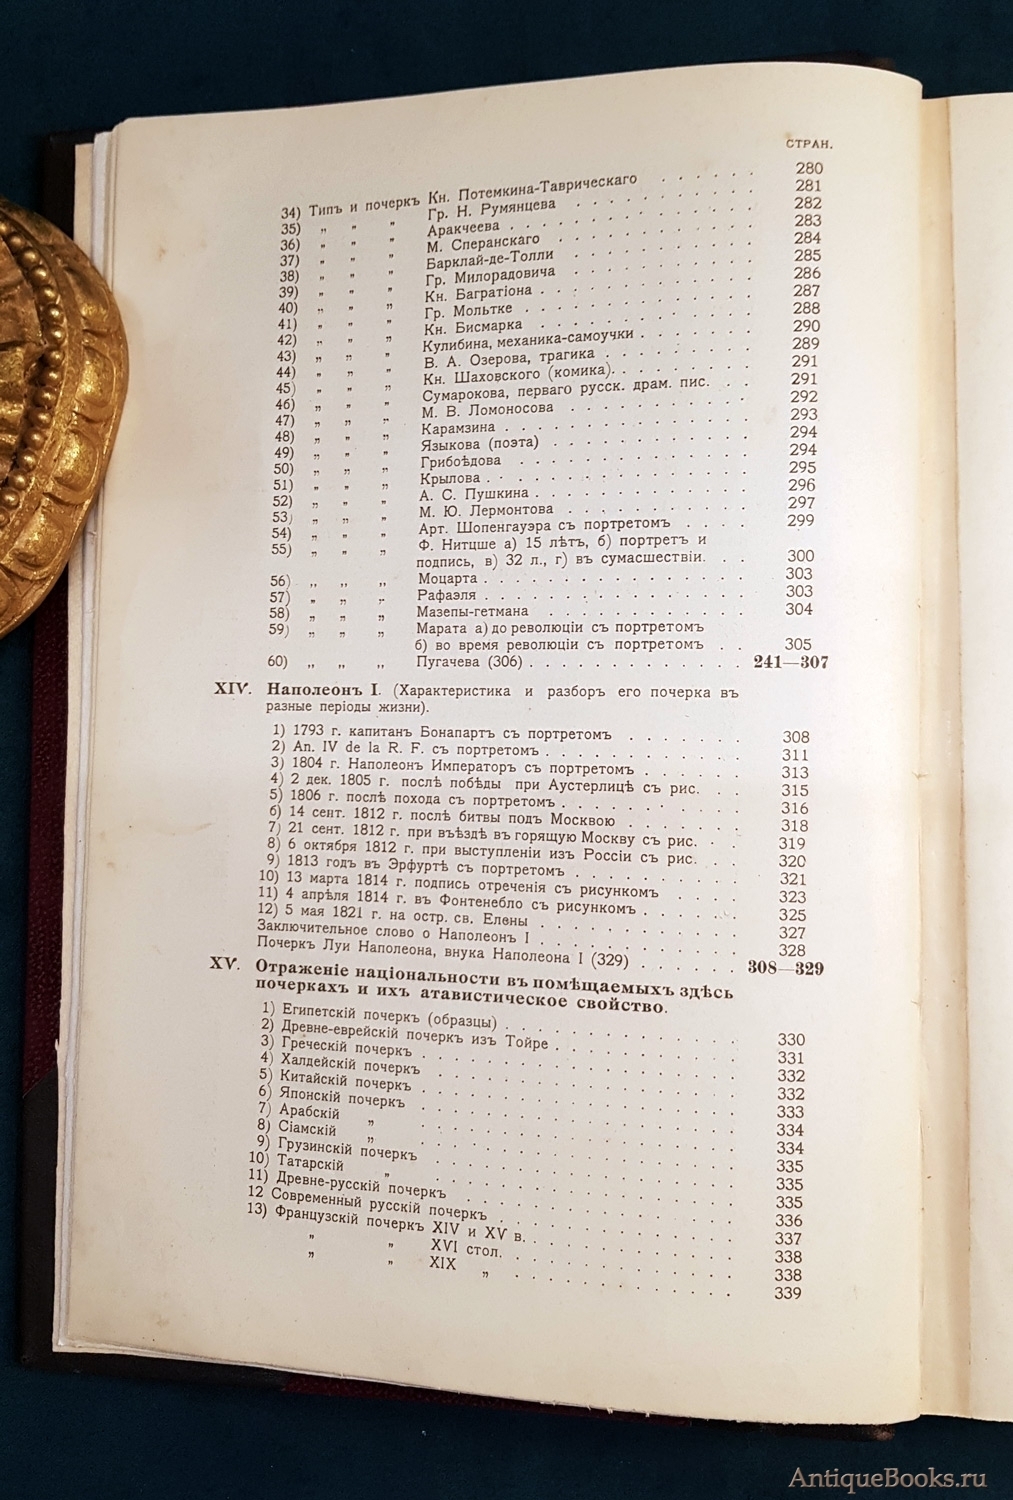 СТРАН.
34) Типъ и почеркъ Кн. Потемкина-Таврическаго . . . . . . 280
35) „ „ „ Гр. Н. Румянцева . . . . . . . . . 281
36) „ „ „ Аракчеева . . . . . . . . . . . . 282
37) „ „ „ М. Сперанскаго . . . . . . . . . . 283
38) „ „ „ Барклай-де-Толли . . . . . . . . . 284
39) „ „ „ Гр. Милорадовича . . . . . . . . . 285
40) „ „ „ Кн. Багратіона . . . . . . . . . . 286
41) „ „ „ Гр. Мольтке . . . . . . . . . . . 287
42) „ „ „ Кн. Бисмарка . . . . . . . . . . . 288
43) „ „ „ Кулибина, механика-самоучки . . . . . 290
44) „ „ „ В. А. Озерова, трагика . . . . . . . 289
45) „ „ „ Кн. Шаховского (комика). . . . . . . 291
46) „ „ „ Сумарокова, перваго русск. драм. пис. . . 291
47) „ „ „ М. В. Ломоносова . . . . . . . . . 292
48) „ „ „ Карамзина . . . . . . . . . . . . 293
49) „ „ „ Языкова (поэта) . . . . . . . . . . 294
50) „ „ „ Грибоѣдова . . . . . . . . . . . 294
51) „ „ „ Крылова . . . . . . . . . . . . . 295
52) „ „ „ А. С. Пушкина . . . . . . . . . . 296
53) „ „ „ М. Ю. Лермонтова . . . . . . . . . 297
54) „ „ „ Арт. Шопенгауэра съ портретомъ . . . . 299
55) „ „ „ Ф. Нитцше а) 15 лѣтъ, б) портретъ и
подпись, в) 32 л., г) въ сумасшествіи. . . 300
56) „ „ „ Моцарта . . . . . . . . . . . . . 303
57) „ „ „ Рафаэля . . . . . . . . . . . . . 303
58) „ „ „ Мазепы-гетмана . . . . . . . . . . 304
59) „ „ „ Марата а) до революціи съ портретомъ
б) во время революціи съ портретомъ . . 305
60) „ „ „ Пугачева (306) . . . . . . . . . . . 241—307
XIV. Наполеонъ I. (Характеристика и разборъ его почерка въ
разные періоды жизни).
1) 1793 г. капитанъ Бонапартъ съ портретомъ . . . . . . . 308
2) An. IV de la R. F. съ портретомъ . . . . . . . . . . . 311
3) 1804 г. Наполеонъ Императоръ съ портретомъ . . . . . . 313
4) 2 дек. 1805 г. послѣ побѣды при Аустерлицѣ съ рис. . . 315
5) 1806 г. послѣ похода съ портретомъ . . . . . . . . . . 316
6) 14 сент. 1812 г. послѣ битвы подъ Москвою . . . . . . . 318
7) 21 сент. 1812 г. при въѣздѣ въ горящую Москву съ рис. . . 319
8) 6 октября 1812 г. при выступленіи изъ Россіи съ рис. . . . 320
9) 1813 годъ въ Эрфуртѣ съ портретомъ . . . . . . . . . 321
10) 13 марта 1814 г. подпись отреченія съ рисункомъ . . . . 323
11) 4 апрѣля 1814 г. въ Фонтенебло съ рисункомъ . . . . . . 325
12) 5 мая 1821 г. на остр. св. Елены . . . . . . . . . . . 327
Заключительное слово о Наполеонѣ I . . . . . . . . . . . 328
Почеркъ Луи Наполеона, внука Наполеона I (329) . . . . . . 308—329
XV. Отраженіе національности въ помѣщаемыхъ здѣсь
почеркахъ и ихъ атавистическое свойство.
1) Египетскій почеркъ (образцы) . . . . . . . . . . . . 330
2) Древне-еврейскій почеркъ изъ Тойре . . . . . . . . . . 331
3) Греческій почеркъ . . . . . . . . . . . . . . . . . 332
4) Халдейскій почеркъ . . . . . . . . . . . . . . . . . 332
5) Китайскій почеркъ . . . . . . . . . . . . . . . . . 333
6) Японскій почеркъ . . . . . . . . . . . . . . . . . . 334
7) Арабскій „ . . . . . . . . . . . . . . . . . 334
8) Сіамскій „ . . . . . . . . . . . . . . . . . 335
9) Грузинскій почеркъ . . . . . . . . . . . . . . . . . 335
10) Татарскій „ . . . . . . . . . . . . . . . . . 335
11) Древне-русскій почеркъ . . . . . . . . . . . . . . . 336
12 Современный русскій почеркъ . . . . . . . . . . . . . 337
13) Французскій почеркъ XIV и XV в. . . . . . . . . . . . 338
„ „ XVI стол. . . . . . . . . . . . . 338
„ „ XIX „ . . . . . . . . . . . . 339
AntiqueBooks.ru